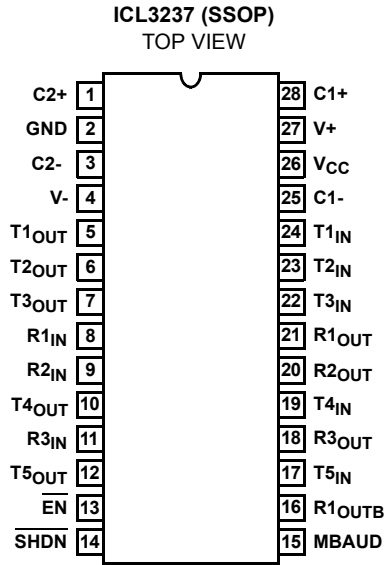 ICL3237 (SSOP)
TOP VIEW
C2+ 1 28 C1+
GND 2 27 V+
C2- 3 26 VCC
V- 4 25 C1-
T1OUT 5 24 T1IN
T2OUT 6 23 T2IN
T3OUT 7 22 T3IN
R1IN 8 21 R1OUT
R2IN 9 20 R2OUT
T4OUT 10 19 T4IN
R3IN 11 18 R3OUT
T5OUT 12 17 T5IN
EN 13 16 R1OUTB
SHDN 14 15 MBAUD